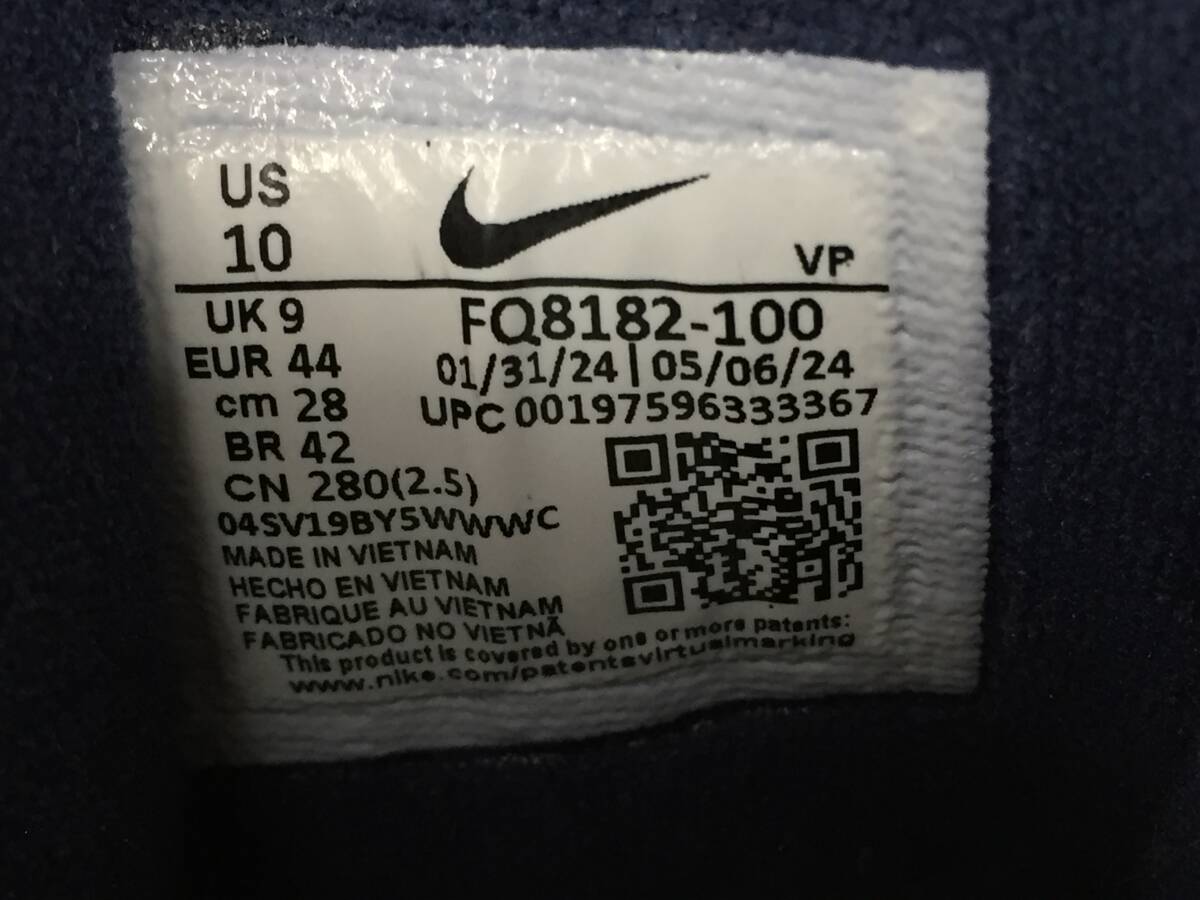 US
10
VP
UK 9
FQ8182-100
EUR 44
01/31/24 | 05/06/24
cm 28
UPC 00197596333367
BR 42
CN 280(2.5)
04SV19BY5WWWC
MADE IN VIETNAM
HECHO EN VIETNAM
FABRIQUE AU VIETNAM
FABRICADO NO VIETNÃ
This product is covered by one or more patents:
www.nike.com/patentsvirtualmarking